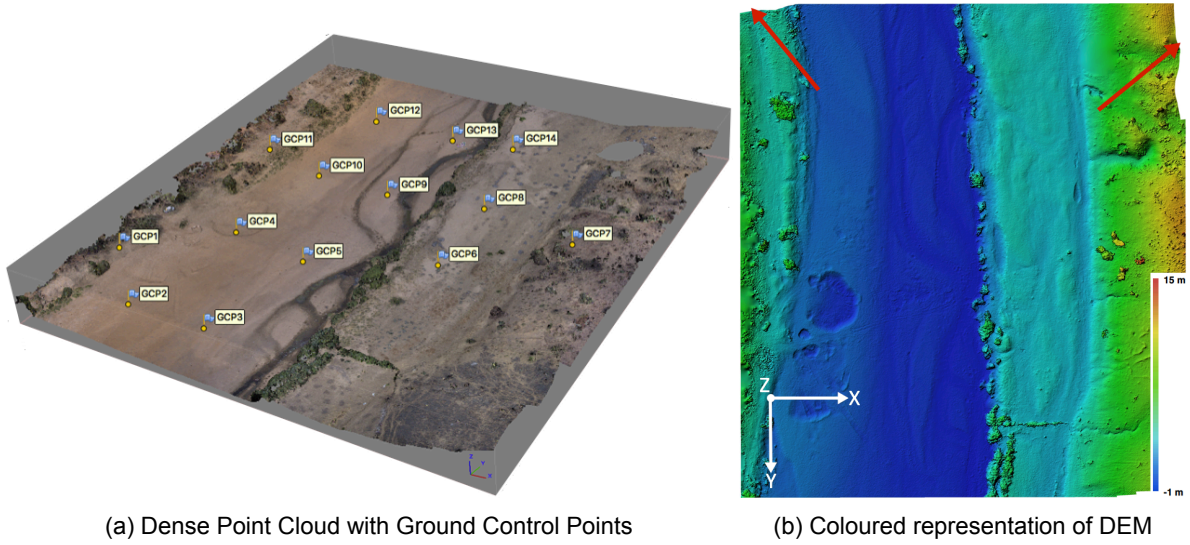 GCP12
GCP13
GCP11
GCP14
GCP10
GCP9
GCP8
GCP4
GCP1
GCP7
GCP5
GCP6
GCP2
GCP3
Z
Y
X
15 m
Z
X
Y
-1 m
(a) Dense Point Cloud with Ground Control Points
(b) Coloured representation of DEM